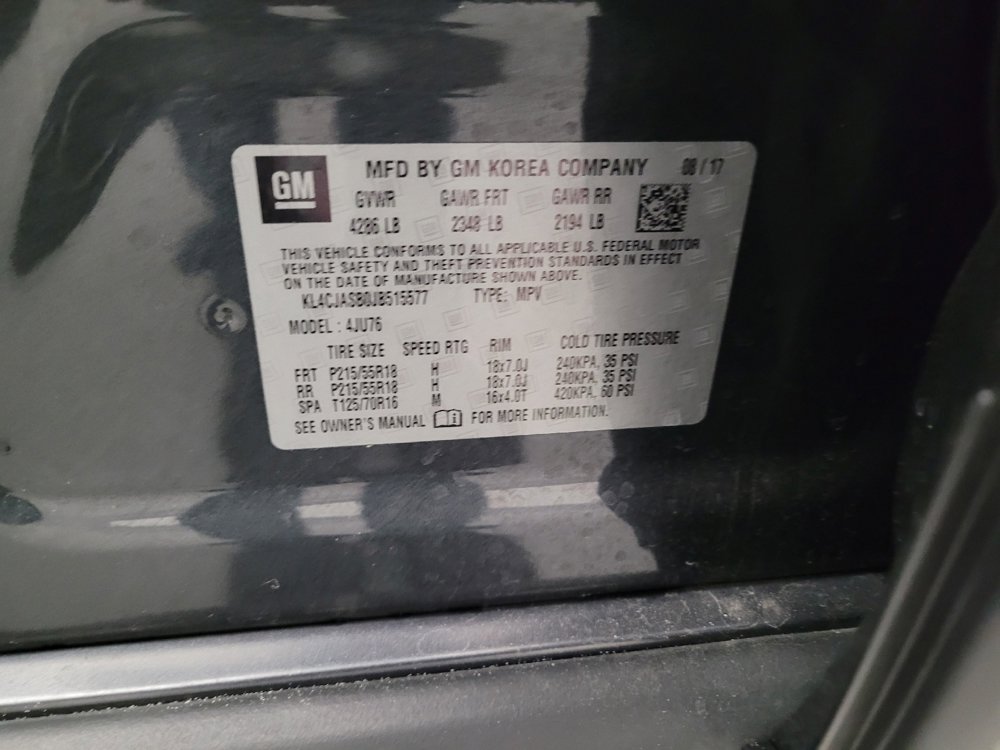 GM
MFD BY GM KOREA COMPANY 08 / 17
GVWR GAWR FRT GAWR RR
4286 LB 2348 LB 2194 LB
THIS VEHICLE CONFORMS TO ALL APPLICABLE U.S. FEDERAL MOTOR
VEHICLE SAFETY AND THEFT PREVENTION STANDARDS IN EFFECT
ON THE DATE OF MANUFACTURE SHOWN ABOVE.
KL4CJASB0JB515577 TYPE: MPV
MODEL : 4JU76
TIRE SIZE SPEED RTG RIM COLD TIRE PRESSURE
FRT P215/55R18 H 18x7.0J 240KPA, 35 PSI
RR P215/55R18 H 18x7.0J 240KPA, 35 PSI
SPA T125/70R16 M 16x4.0T 420KPA, 60 PSI
SEE OWNER'S MANUAL FOR MORE INFORMATION.